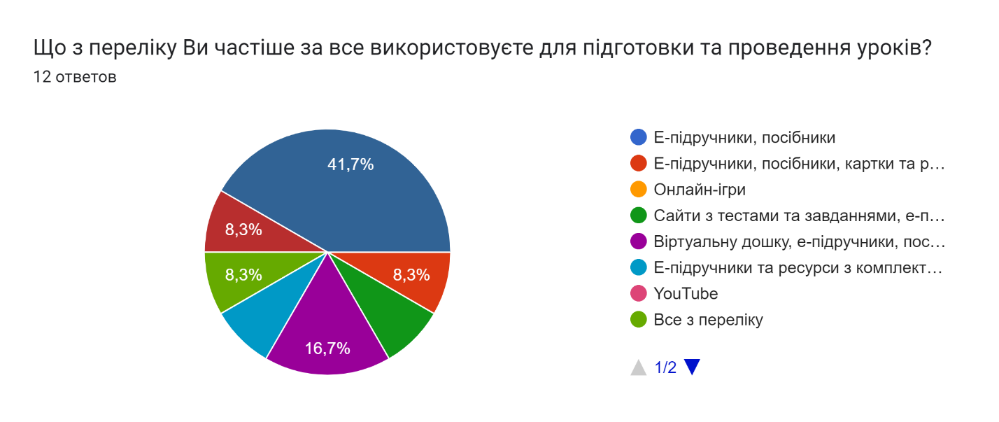 Що з переліку Ви частіше за все використовуєте для підготовки та проведення уроків?
12 ответов
41,7%
8,3%
8,3%
8,3%
16,7%
Е-підручники, посібники
Е-підручники, посібники, картки та р…
Онлайн-ігри
Сайти з тестами та завданнями, е-п…
Віртуальну дошку, е-підручники, пос…
Е-підручники та ресурси з комплект…
YouTube
Все з переліку
1/2